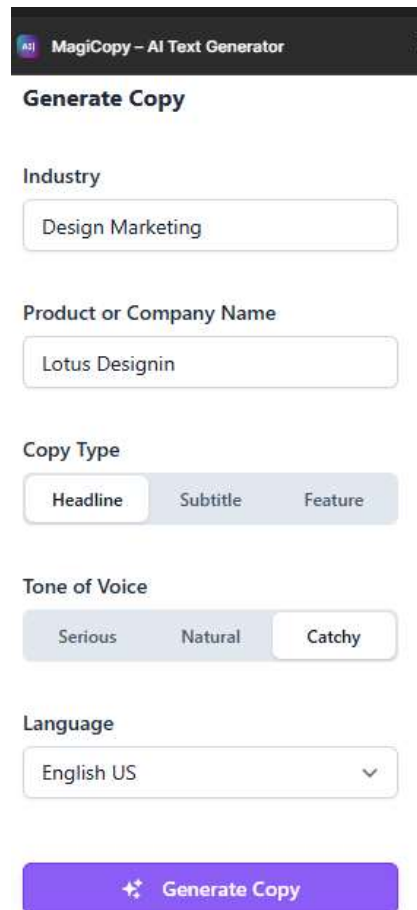 MagiCopy – AI Text Generator
Generate Copy
Industry
Design Marketing
Product or Company Name
Lotus Designin
Copy Type
Headline Subtitle Feature
Tone of Voice
Serious Natural Catchy
Language
English US
Generate Copy